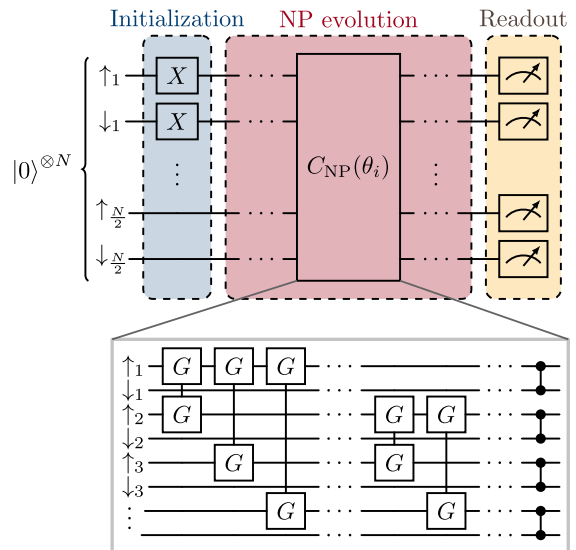 Initialization NP evolution Readout
↑₁ X ··· ···
↓₁ X ··· ···
|0⟩^{⊗N} ⋮ C_NP(θ_i) ⋮
↑_{N/2} ··· ···
↓_{N/2} ··· ···
↑₁ G G G ··· ···
↓₁ ··· ···
↑₂ G G G ··· ···
↓₂ ··· ···
↑₃ G G ··· ···
↓₃ ··· ···
⋮ G G ··· ···
··· ···